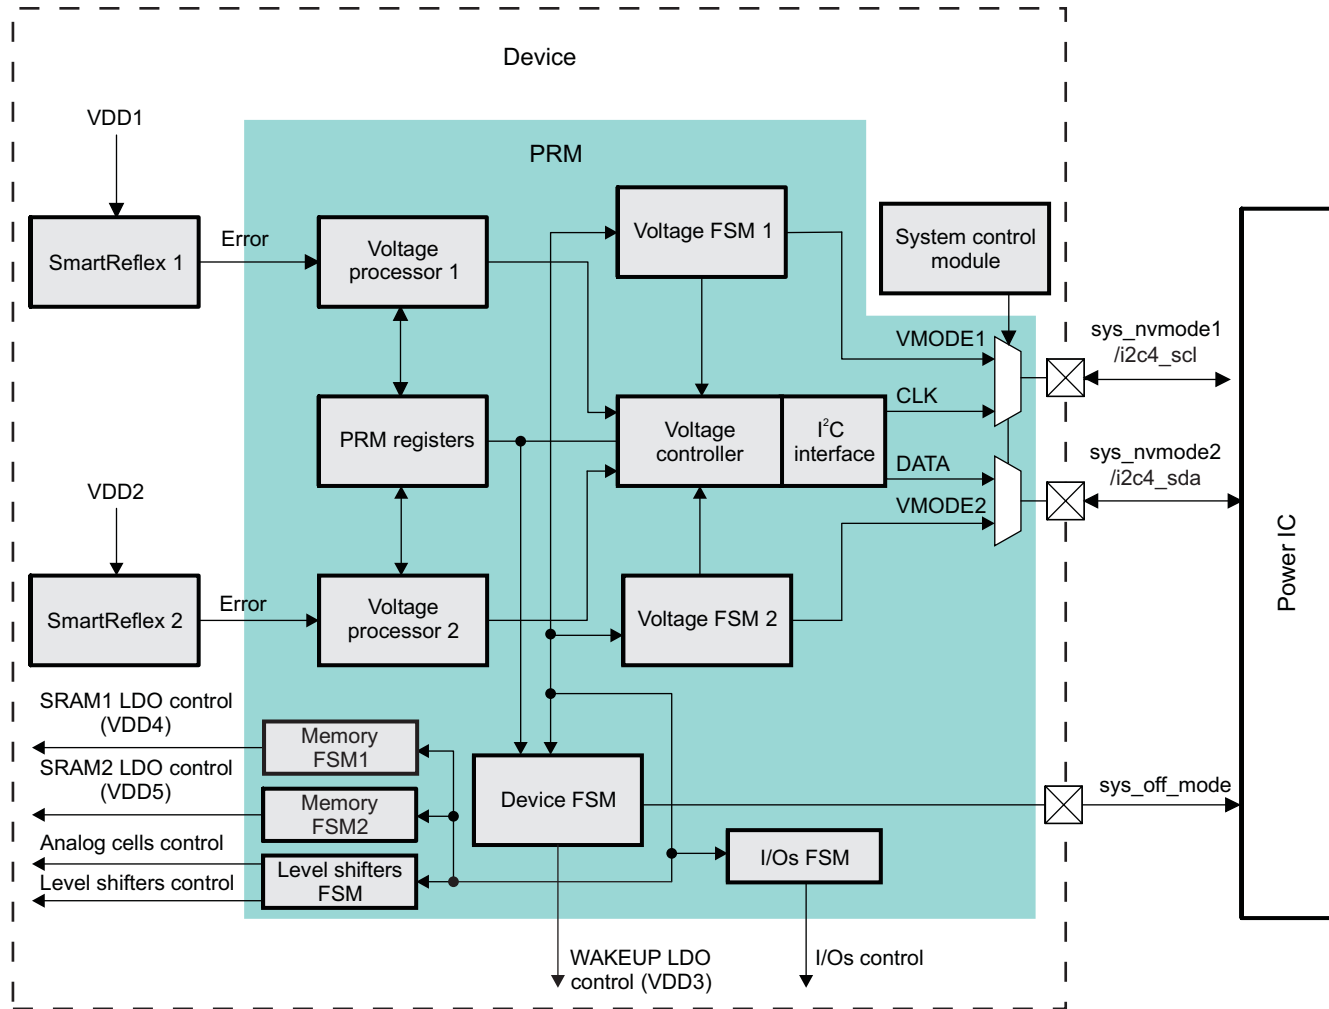 Device
VDD1
PRM
SmartReflex 1
Error
Voltage
processor 1
Voltage FSM 1
System control
module
VMODE1
sys_nvmode1
/i2c4_scl
CLK
PRM registers
Voltage
controller
I²C
interface
DATA
sys_nvmode2
/i2c4_sda
VMODE2
VDD2
SmartReflex 2
Error
Voltage
processor 2
Voltage FSM 2
Power IC
SRAM1 LDO control
(VDD4)
Memory
FSM1
SRAM2 LDO control
(VDD5)
Memory
FSM2
Device FSM
sys_off_mode
Analog cells control
Level shifters control
Level shifters
FSM
I/Os FSM
WAKEUP LDO
control (VDD3)
I/Os control